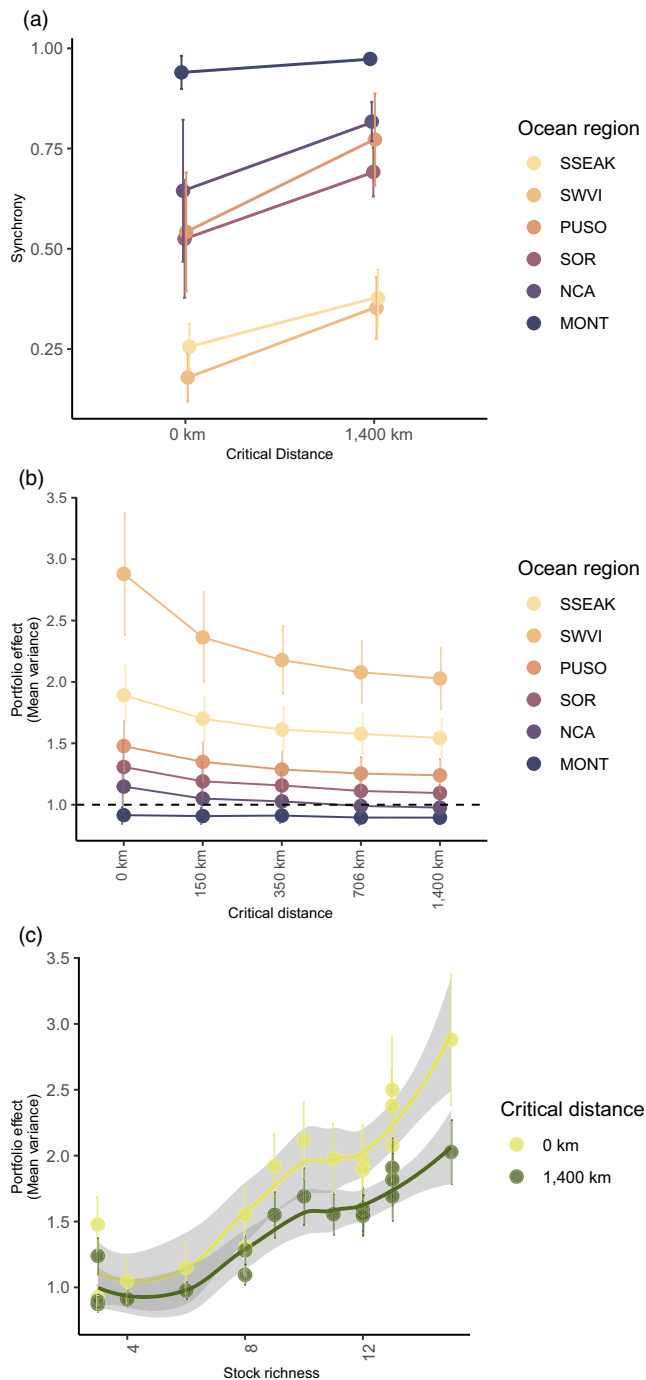 (a)
1.00
0.75
0.50
0.25
Synchrony
0 km
1,400 km
Critical Distance
Ocean region
SSEAK
SWVI
PUSO
SOR
NCA
MONT
(b)
3.5
3.0
2.5
2.0
1.5
1.0
Portfolio effect
(Mean variance)
0 km
150 km
350 km
706 km
1,400 km
Critical distance
Ocean region
SSEAK
SWVI
PUSO
SOR
NCA
MONT
(c)
3.5
3.0
2.5
2.0
1.5
1.0
Portfolio effect
(Mean variance)
4
8
12
Stock richness
Critical distance
0 km
1,400 km